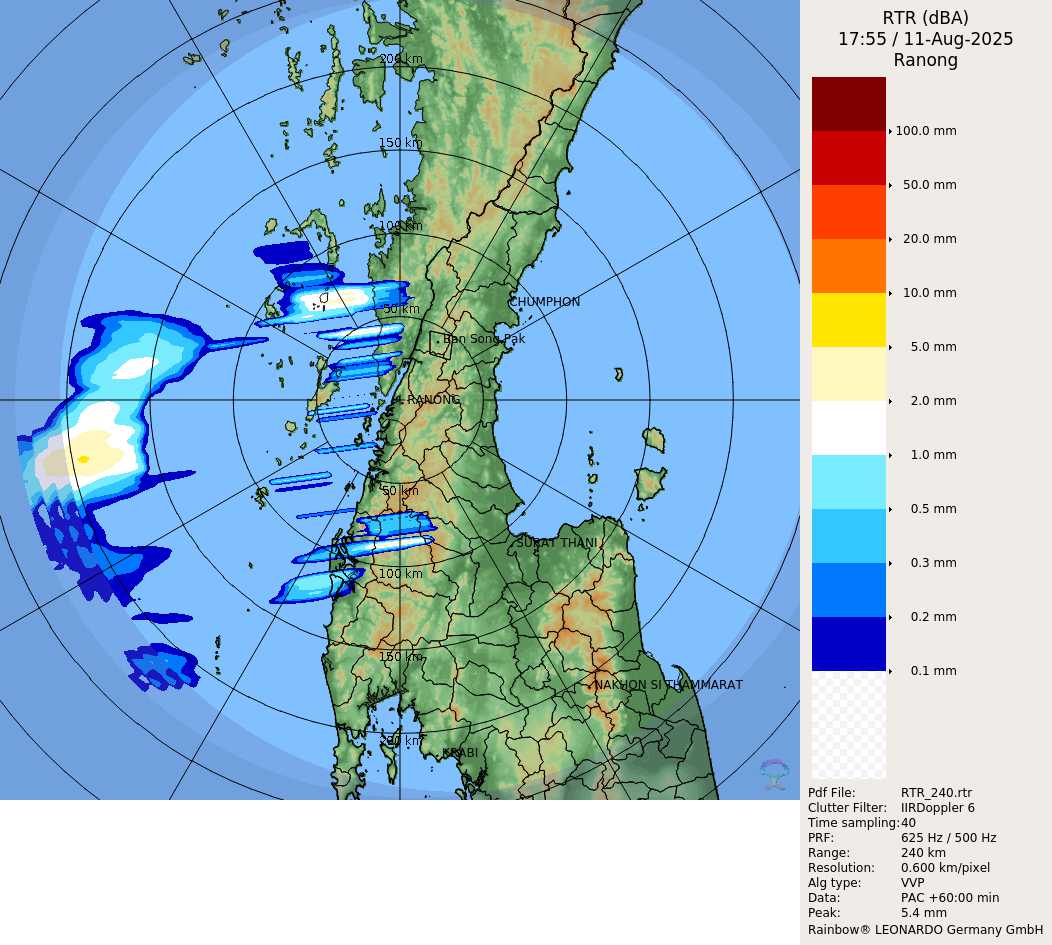 RTR (dBA)
17:55 / 11-Aug-2025
Ranong
200 km
150 km
100 km
50 km
CHUMPHON
Ban Song Pak
RANONG
50 km
SURAT THANI
100 km
150 km
NAKHON SI THAMMARAT
200 km
KRABI
100.0 mm
50.0 mm
20.0 mm
10.0 mm
5.0 mm
2.0 mm
1.0 mm
0.5 mm
0.3 mm
0.2 mm
0.1 mm
Pdf File: RTR_240.rtr
Clutter Filter: IIRDoppler 6
Time sampling:40
PRF: 625 Hz / 500 Hz
Range: 240 km
Resolution: 0.600 km/pixel
Alg type: VVP
Data: PAC +60:00 min
Peak: 5.4 mm
Rainbow® LEONARDO Germany GmbH